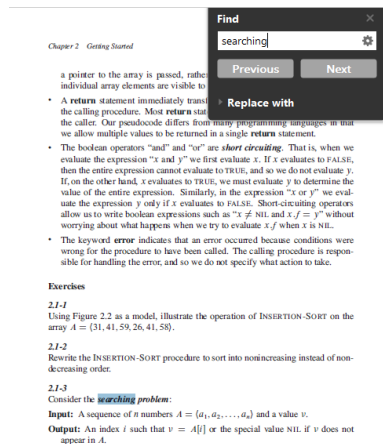 Find
searching
Previous Next
Replace with
Chapter 2 Getting Started
a pointer to the array is passed, rather
individual array elements are visible to
• A return statement immediately transf
the calling procedure. Most return stat
the caller. Our pseudocode differs from many programming languages in that
we allow multiple values to be returned in a single return statement.
• The boolean operators “and” and “or” are short circuiting. That is, when we
evaluate the expression “x and y” we first evaluate x. If x evaluates to FALSE,
then the entire expression cannot evaluate to TRUE, and so we do not evaluate y.
If, on the other hand, x evaluates to TRUE, we must evaluate y to determine the
value of the entire expression. Similarly, in the expression “x or y” we eval-
uate the expression y only if x evaluates to FALSE. Short-circuiting operators
allow us to write boolean expressions such as “x ≠ NIL and x.f = y” without
worrying about what happens when we try to evaluate x.f when x is NIL.
• The keyword error indicates that an error occurred because conditions were
wrong for the procedure to have been called. The calling procedure is respon-
sible for handling the error, and so we do not specify what action to take.
Exercises
2.1-1
Using Figure 2.2 as a model, illustrate the operation of INSERTION-SORT on the
array A = ⟨31, 41, 59, 26, 41, 58⟩.
2.1-2
Rewrite the INSERTION-SORT procedure to sort into nonincreasing instead of non-
decreasing order.
2.1-3
Consider the searching problem:
Input: A sequence of n numbers A = ⟨a₁, a₂, . . . , aₙ⟩ and a value v.
Output: An index i such that v = A[i] or the special value NIL if v does not
appear in A.